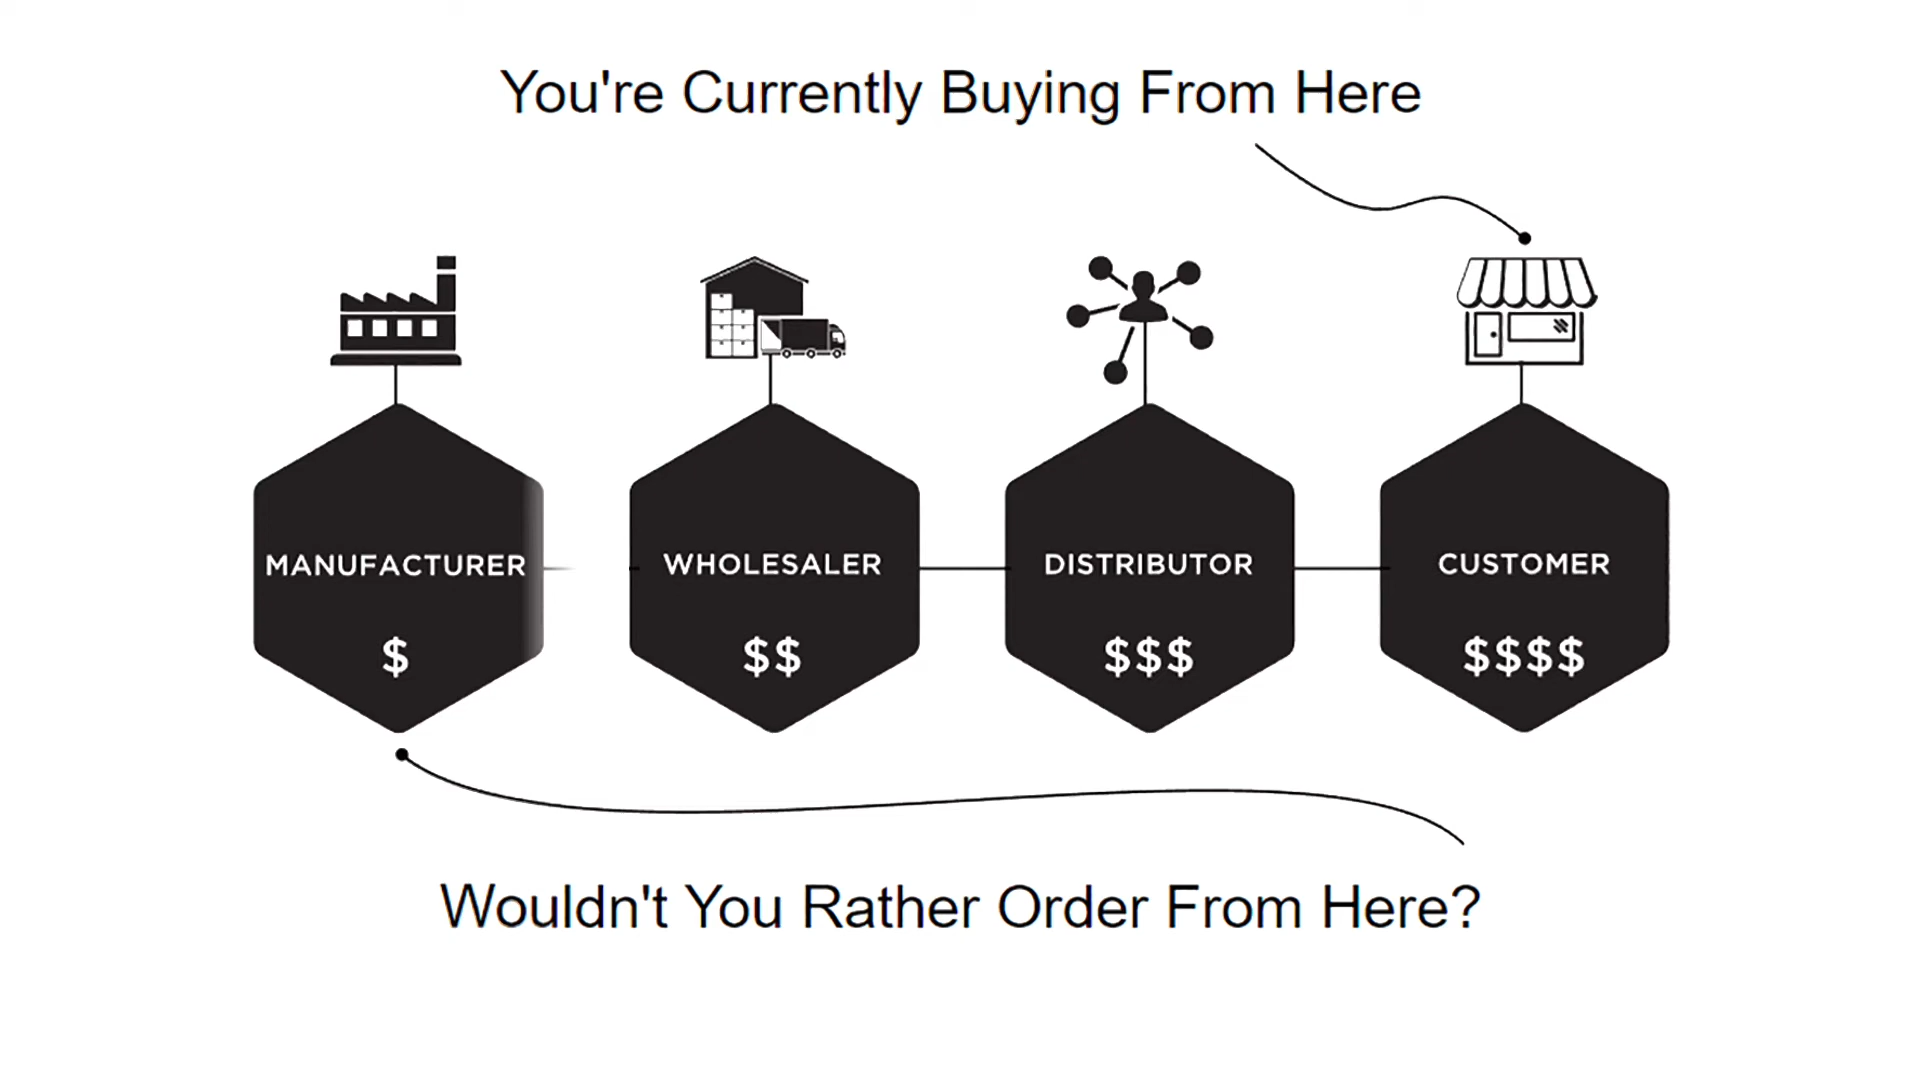 You're Currently Buying From Here
MANUFACTURER
$
WHOLESALER
$$
DISTRIBUTOR
$$$
CUSTOMER
$$$$
Wouldn't You Rather Order From Here?